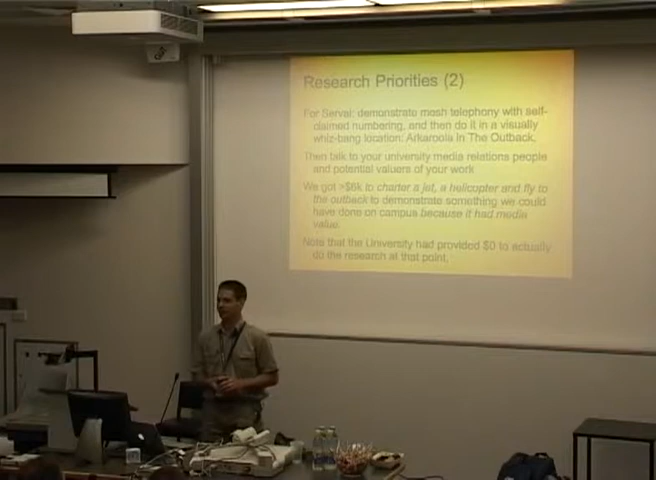 Research Priorities (2)
For Serval: demonstrate mesh telephony with self-
claimed numbering, and then do it in a visually
whiz-bang location: Arkaroola In The Outback.
Then talk to your university media relations people
and potential valuers of your work
We got >$6k to charter a jet, a helicopter and fly to
the outback to demonstrate something we could
have done on campus because it had media
value.
Note that the University had provided $0 to actually
do the research at that point.